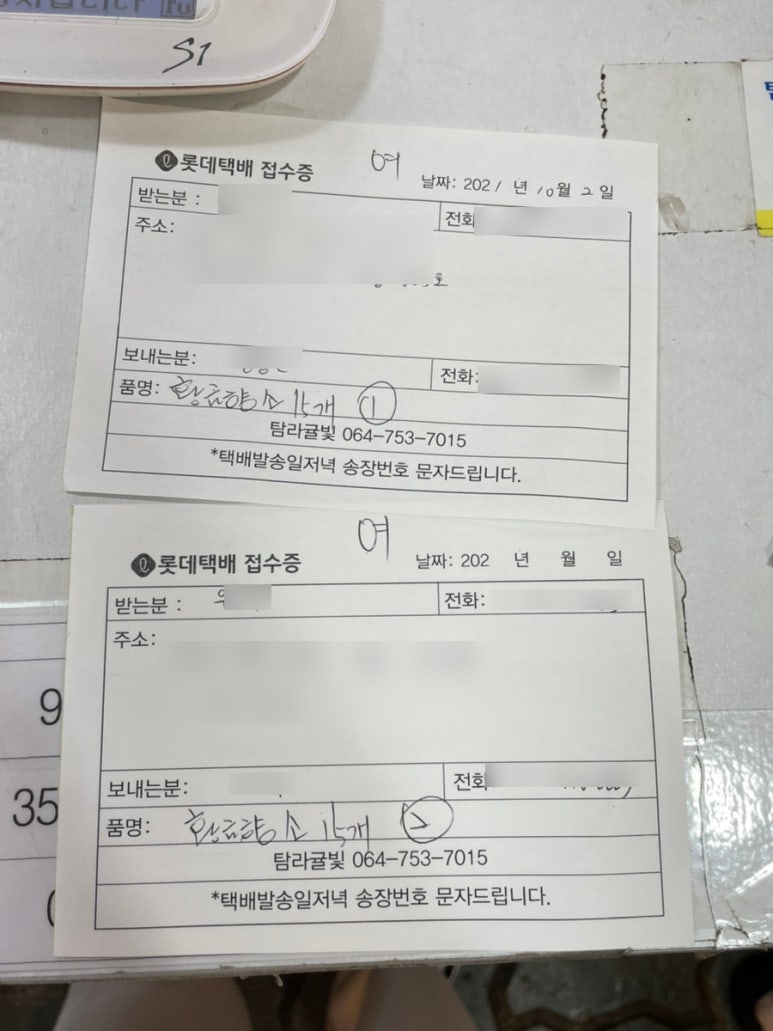 S1
여
롯데택배 접수증
날짜: 2021 년 10월 2일
받는분 :
전화
주소:
호
보내는분:
전화:
품명: 황금향 소 15개 ①
탐라귤빛 064-753-7015
*택배발송일저녁 송장번호 문자드립니다.
여
롯데택배 접수증
날짜: 202 년 월 일
받는분 :
전화:
주소:
보내는분:
전화
품명: 황금향 소 15개 ②
탐라귤빛 064-753-7015
*택배발송일저녁 송장번호 문자드립니다.
9
35